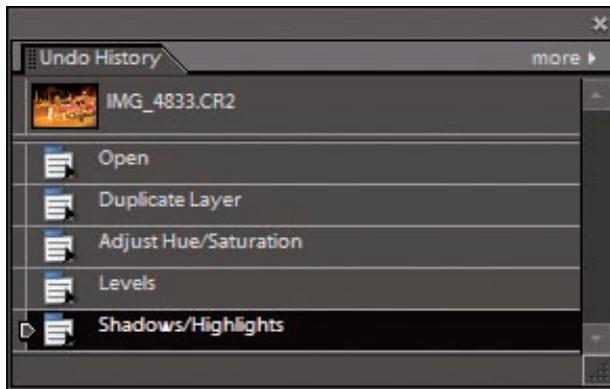 Undo History
more
IMG_4833.CR2
Open
Duplicate Layer
Adjust Hue/Saturation
Levels
Shadows/Highlights